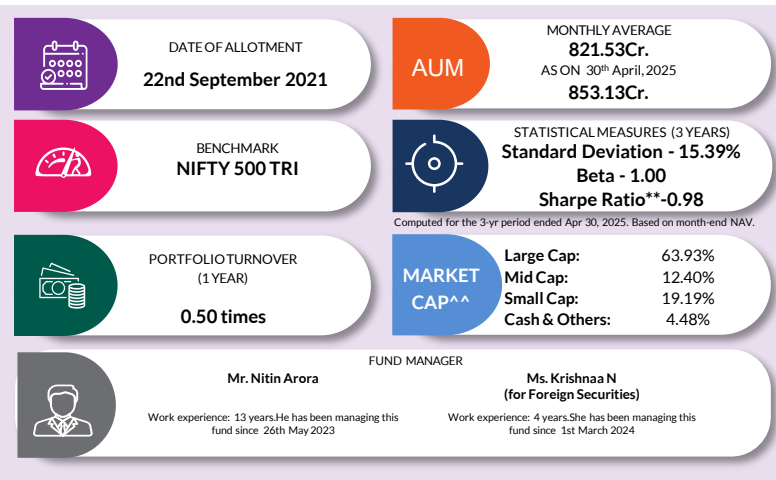 DATE OF ALLOTMENT
22nd September 2021
AUM
MONTHLY AVERAGE
821.53Cr.
AS ON 30th April,2025
853.13Cr.
BENCHMARK
NIFTY 500 TRI
STATISTICAL MEASURES (3 YEARS)
Standard Deviation - 15.39%
Beta - 1.00
Sharpe Ratio**-0.98
Computed for the 3-yr period ended Apr 30, 2025. Based on month-end NAV.
PORTFOLIO TURNOVER
(1 YEAR)
0.50 times
MARKET
CAP^^
Large Cap: 63.93%
Mid Cap: 12.40%
Small Cap: 19.19%
Cash & Others: 4.48%
FUND MANAGER
Mr. Nitin Arora
Work experience: 13 years.He has been managing this
fund since 26th May 2023
Ms. Krishnaa N
(for Foreign Securities)
Work experience: 4 years.She has been managing this
fund since 1st March 2024